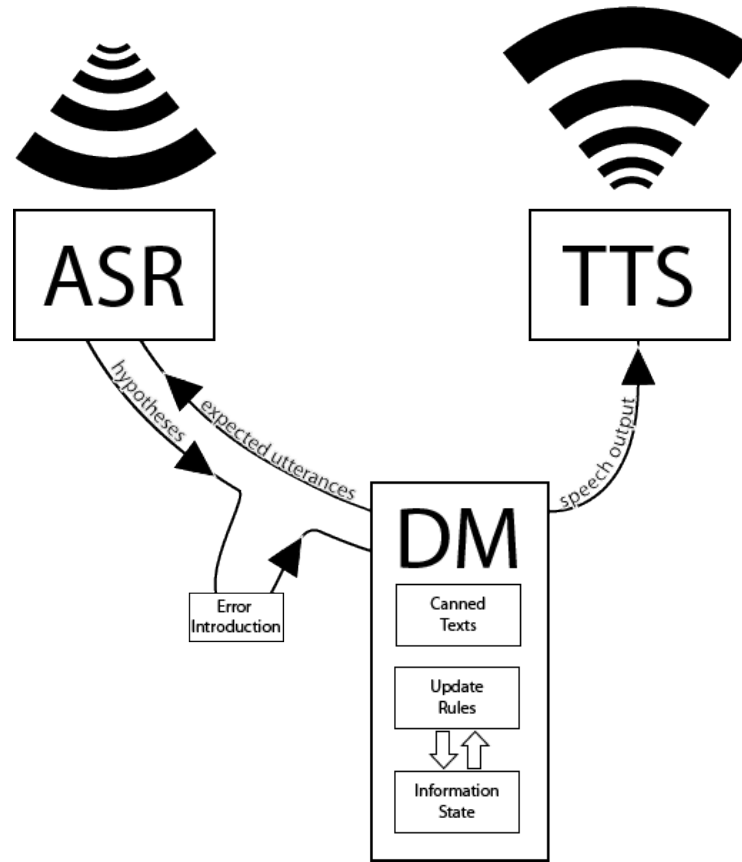 ASR
TTS
hypotheses
expected utterances
speech output
DM
Error
Introduction
Canned
Texts
Update
Rules
Information
State